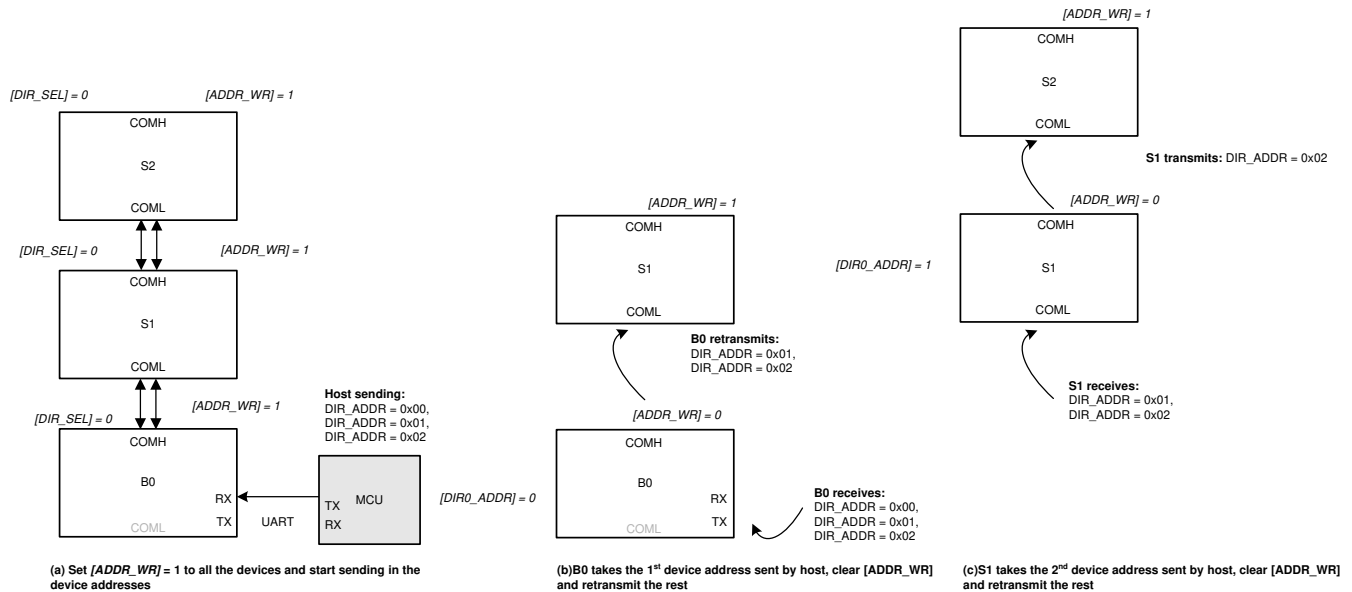 [DIR_SEL] = 0
[ADDR_WR] = 1
COMH
S2
COML
[DIR_SEL] = 0
[ADDR_WR] = 1
COMH
S1
COML
[DIR_SEL] = 0
[ADDR_WR] = 1
COMH
B0
RX
TX
COML
UART
Host sending:
DIR_ADDR = 0x00,
DIR_ADDR = 0x01,
DIR_ADDR = 0x02
MCU
TX
RX
(a) Set [ADDR_WR] = 1 to all the devices and start sending in the
device addresses
[ADDR_WR] = 1
COMH
S1
COML
B0 retransmits:
DIR_ADDR = 0x01,
DIR_ADDR = 0x02
[ADDR_WR] = 0
[DIR0_ADDR] = 0
COMH
B0
RX
TX
COML
B0 receives:
DIR_ADDR = 0x00,
DIR_ADDR = 0x01,
DIR_ADDR = 0x02
(b)B0 takes the 1st device address sent by host, clear [ADDR_WR]
and retransmit the rest
[ADDR_WR] = 1
COMH
S2
COML
S1 transmits: DIR_ADDR = 0x02
[ADDR_WR] = 0
[DIR0_ADDR] = 1
COMH
S1
COML
S1 receives:
DIR_ADDR = 0x01,
DIR_ADDR = 0x02
(c)S1 takes the 2nd device address sent by host, clear [ADDR_WR]
and retransmit the rest